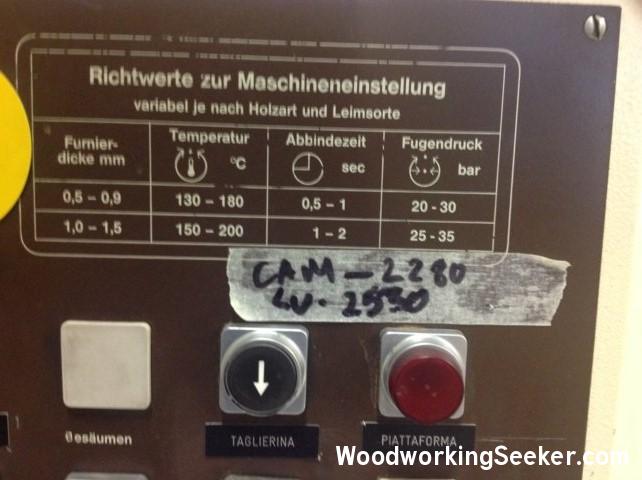 Richtwerte zur Maschineneinstellung
variabel je nach Holzart und Leimsorte
Furnier-dicke mm Temperatur °C Abbindezeit sec Fugendruck bar
0,5 – 0,9 130 – 180 0,5 – 1 20 - 30
1,0 – 1,5 150 – 200 1 – 2 25 - 35
CAM – 2280
LU. 2550
Besäumen TAGLIERINA PIATTAFORMA
WoodworkingSeeker.com